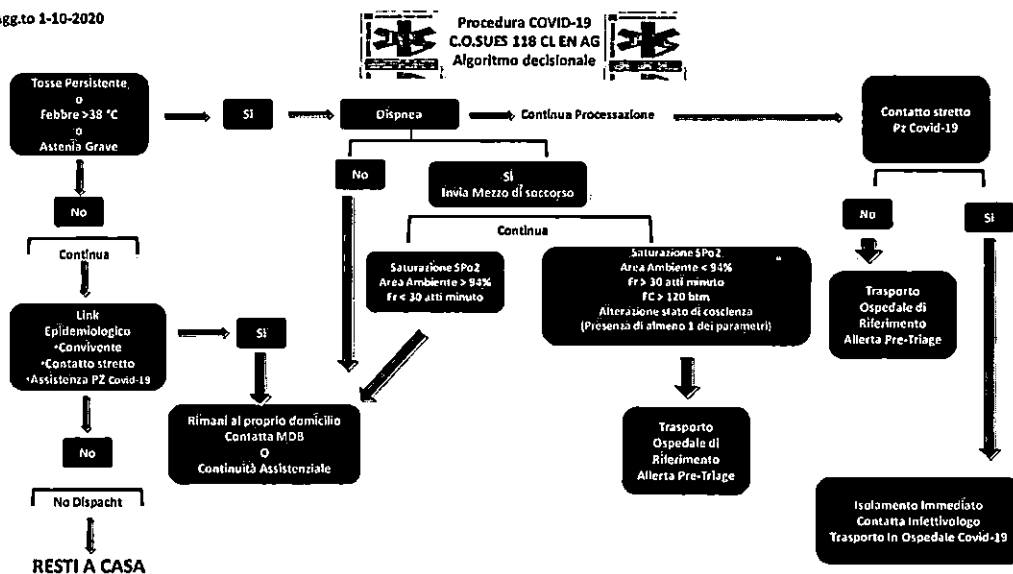 Agg.to 1-10-2020
Procedura COVID-19
C.O.SUES 118 CL EN AG
Algoritmo decisionale
Tosse Persistente
o
Febbre >38 °C
o
Astenia Grave
Sì
Dispnea
Continua Processazione
Contatto stretto
Pz Covid-19
No
Sì
Invia Mezzo di soccorso
No
Sì
No
Continua
Continua
Saturazione SPo2
Area Ambiente > 94%
Fr < 30 atti minuto
Saturazione SPo2
Area Ambiente < 94%
Fr > 30 atti minuto
FC > 120 btm
Alterazione stato di coscienza
(Presenza di almeno 1 dei parametri)
Trasporto
Ospedale di
Riferimento
Allerta Pre-Triage
Link
Epidemiologico
•Convivente
•Contatto stretto
•Assistenza PZ Covid-19
Sì
Rimani al proprio domicilio
Contatta MDB
O
Continuità Assistenziale
Trasporto
Ospedale di
Riferimento
Allerta Pre-Triage
No
No Dispacht
RESTI A CASA
Isolamento Immediato
Contatta Infettivologo
Trasporto In Ospedale Covid-19